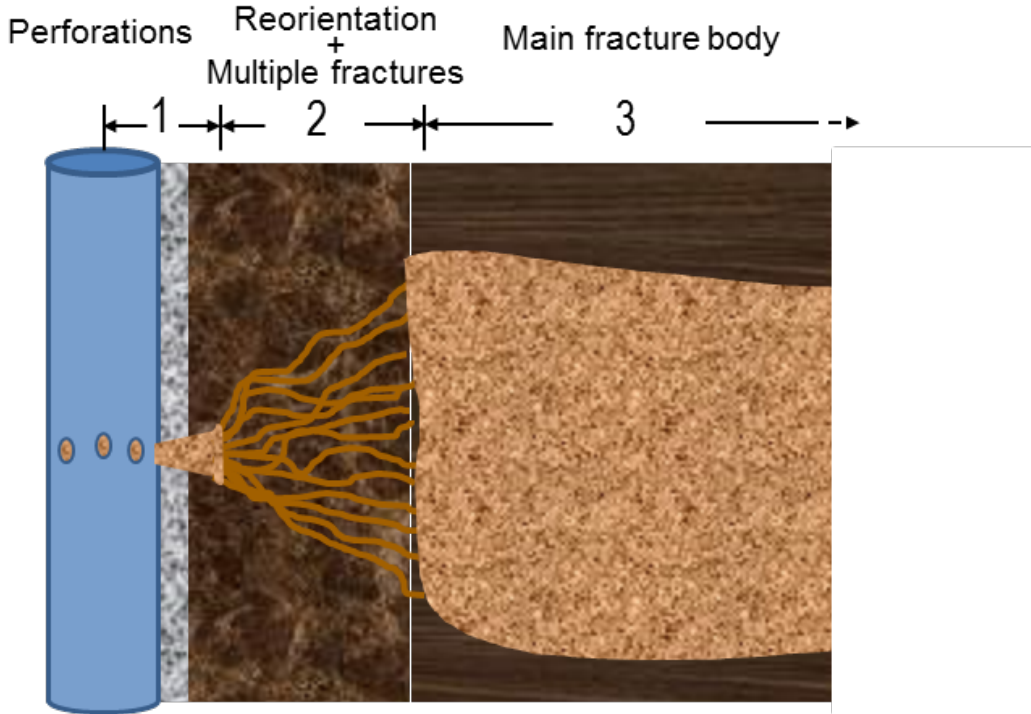 Perforations
Reorientation
+
Multiple fractures
Main fracture body
1
2
3